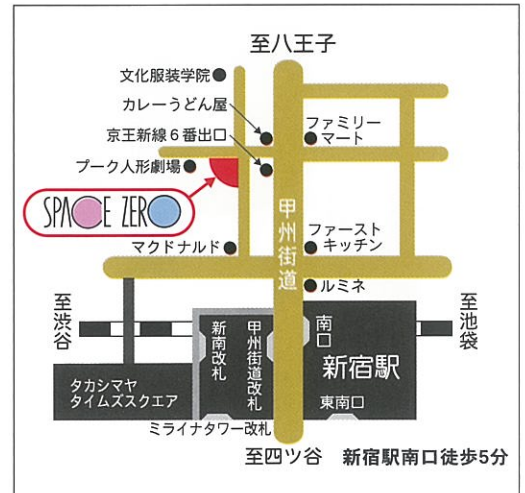 至八王子
文化服装学院
カレーうどん屋
ファミリー
マート
京王新線6番出口
プーク人形劇場
SPACE ZERO
甲州街道
マクドナルド
ファースト
キッチン
ルミネ
至渋谷
新南改札
甲州街道改札
南口
至池袋
新宿駅
タカシマヤ
タイムズスクエア
東南口
ミライナタワー改札
至四ツ谷
新宿駅南口徒歩5分